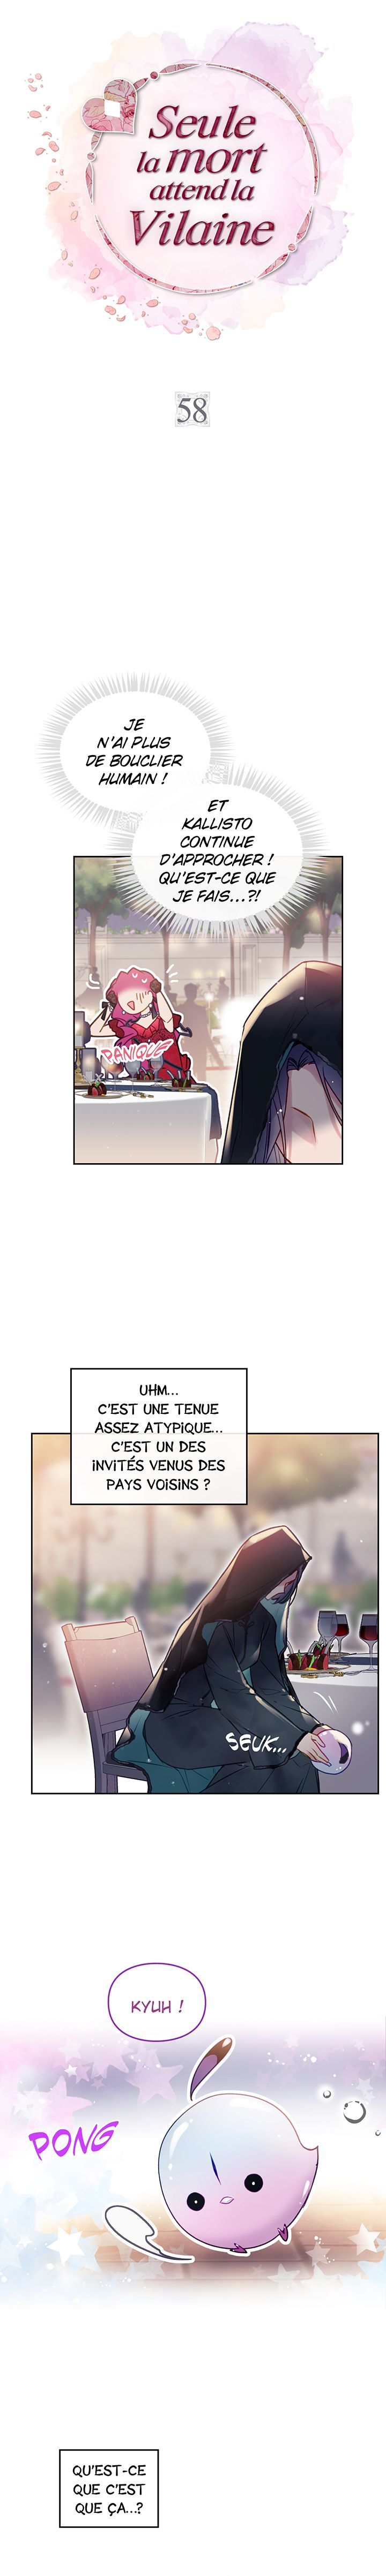 Seule
la mort
attend la
Vilaine
58
JE
N'AI PLUS
DE BOUCLIER
HUMAIN !
ET
KALLISTO
CONTINUE
D'APPROCHER !
QU'EST-CE QUE
JE FAIS...?!
PANIQUE
UHM...
C'EST UNE TENUE
ASSEZ ATYPIQUE...
C'EST UN DES
INVITÉS VENUS DES
PAYS VOISINS ?
SEUK...
KYUH !
PONG
QU'EST-CE
QUE C'EST
QUE ÇA...?